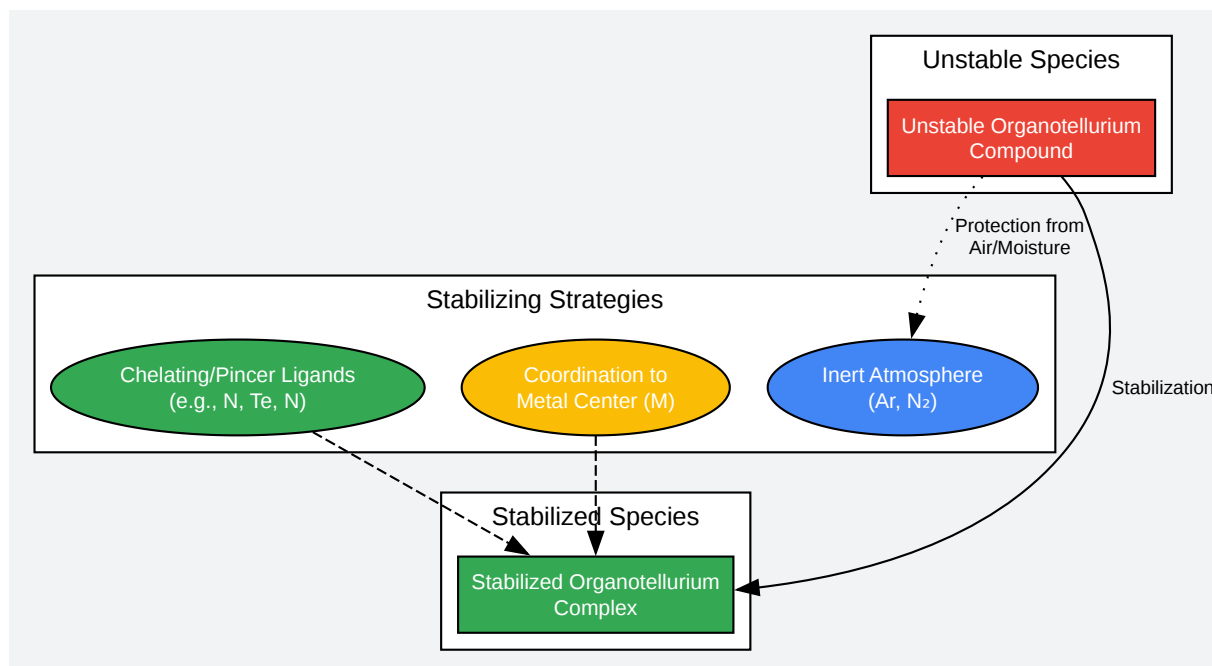 Unstable Species
Unstable Organotellurium
Compound
Protection from
Air/Moisture
Stabilizing Strategies
Chelating/Pincer Ligands
(e.g., N, Te, N)
Coordination to
Metal Center (M)
Inert Atmosphere
(Ar, N₂)
Stabilization
Stabilized Species
Stabilized Organotellurium
Complex